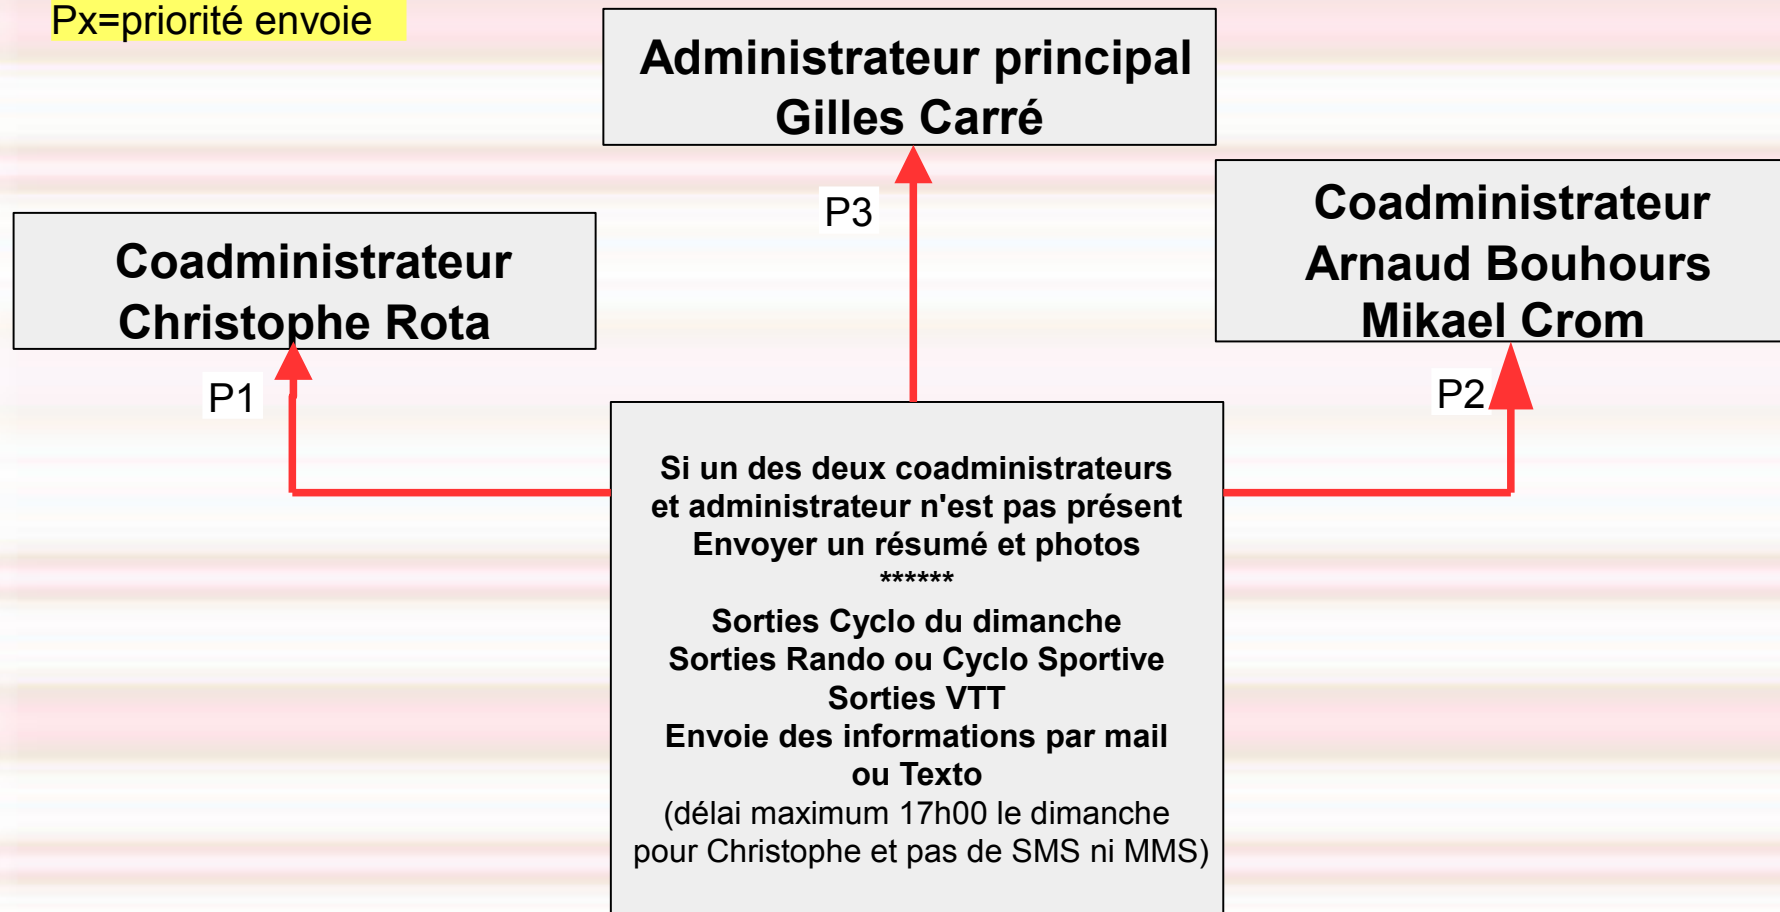 Px=priorité envoie
Administrateur principal
Gilles Carré
P3
Coadministrateur
Arnaud Bouhours
Mikael Crom
Coadministrateur
Christophe Rota
P1
P2
Si un des deux coadministrateurs
et administrateur n'est pas présent
Envoyer un résumé et photos
******
Sorties Cyclo du dimanche
Sorties Rando ou Cyclo Sportive
Sorties VTT
Envoie des informations par mail
ou Texto
(délai maximum 17h00 le dimanche
pour Christophe et pas de SMS ni MMS)